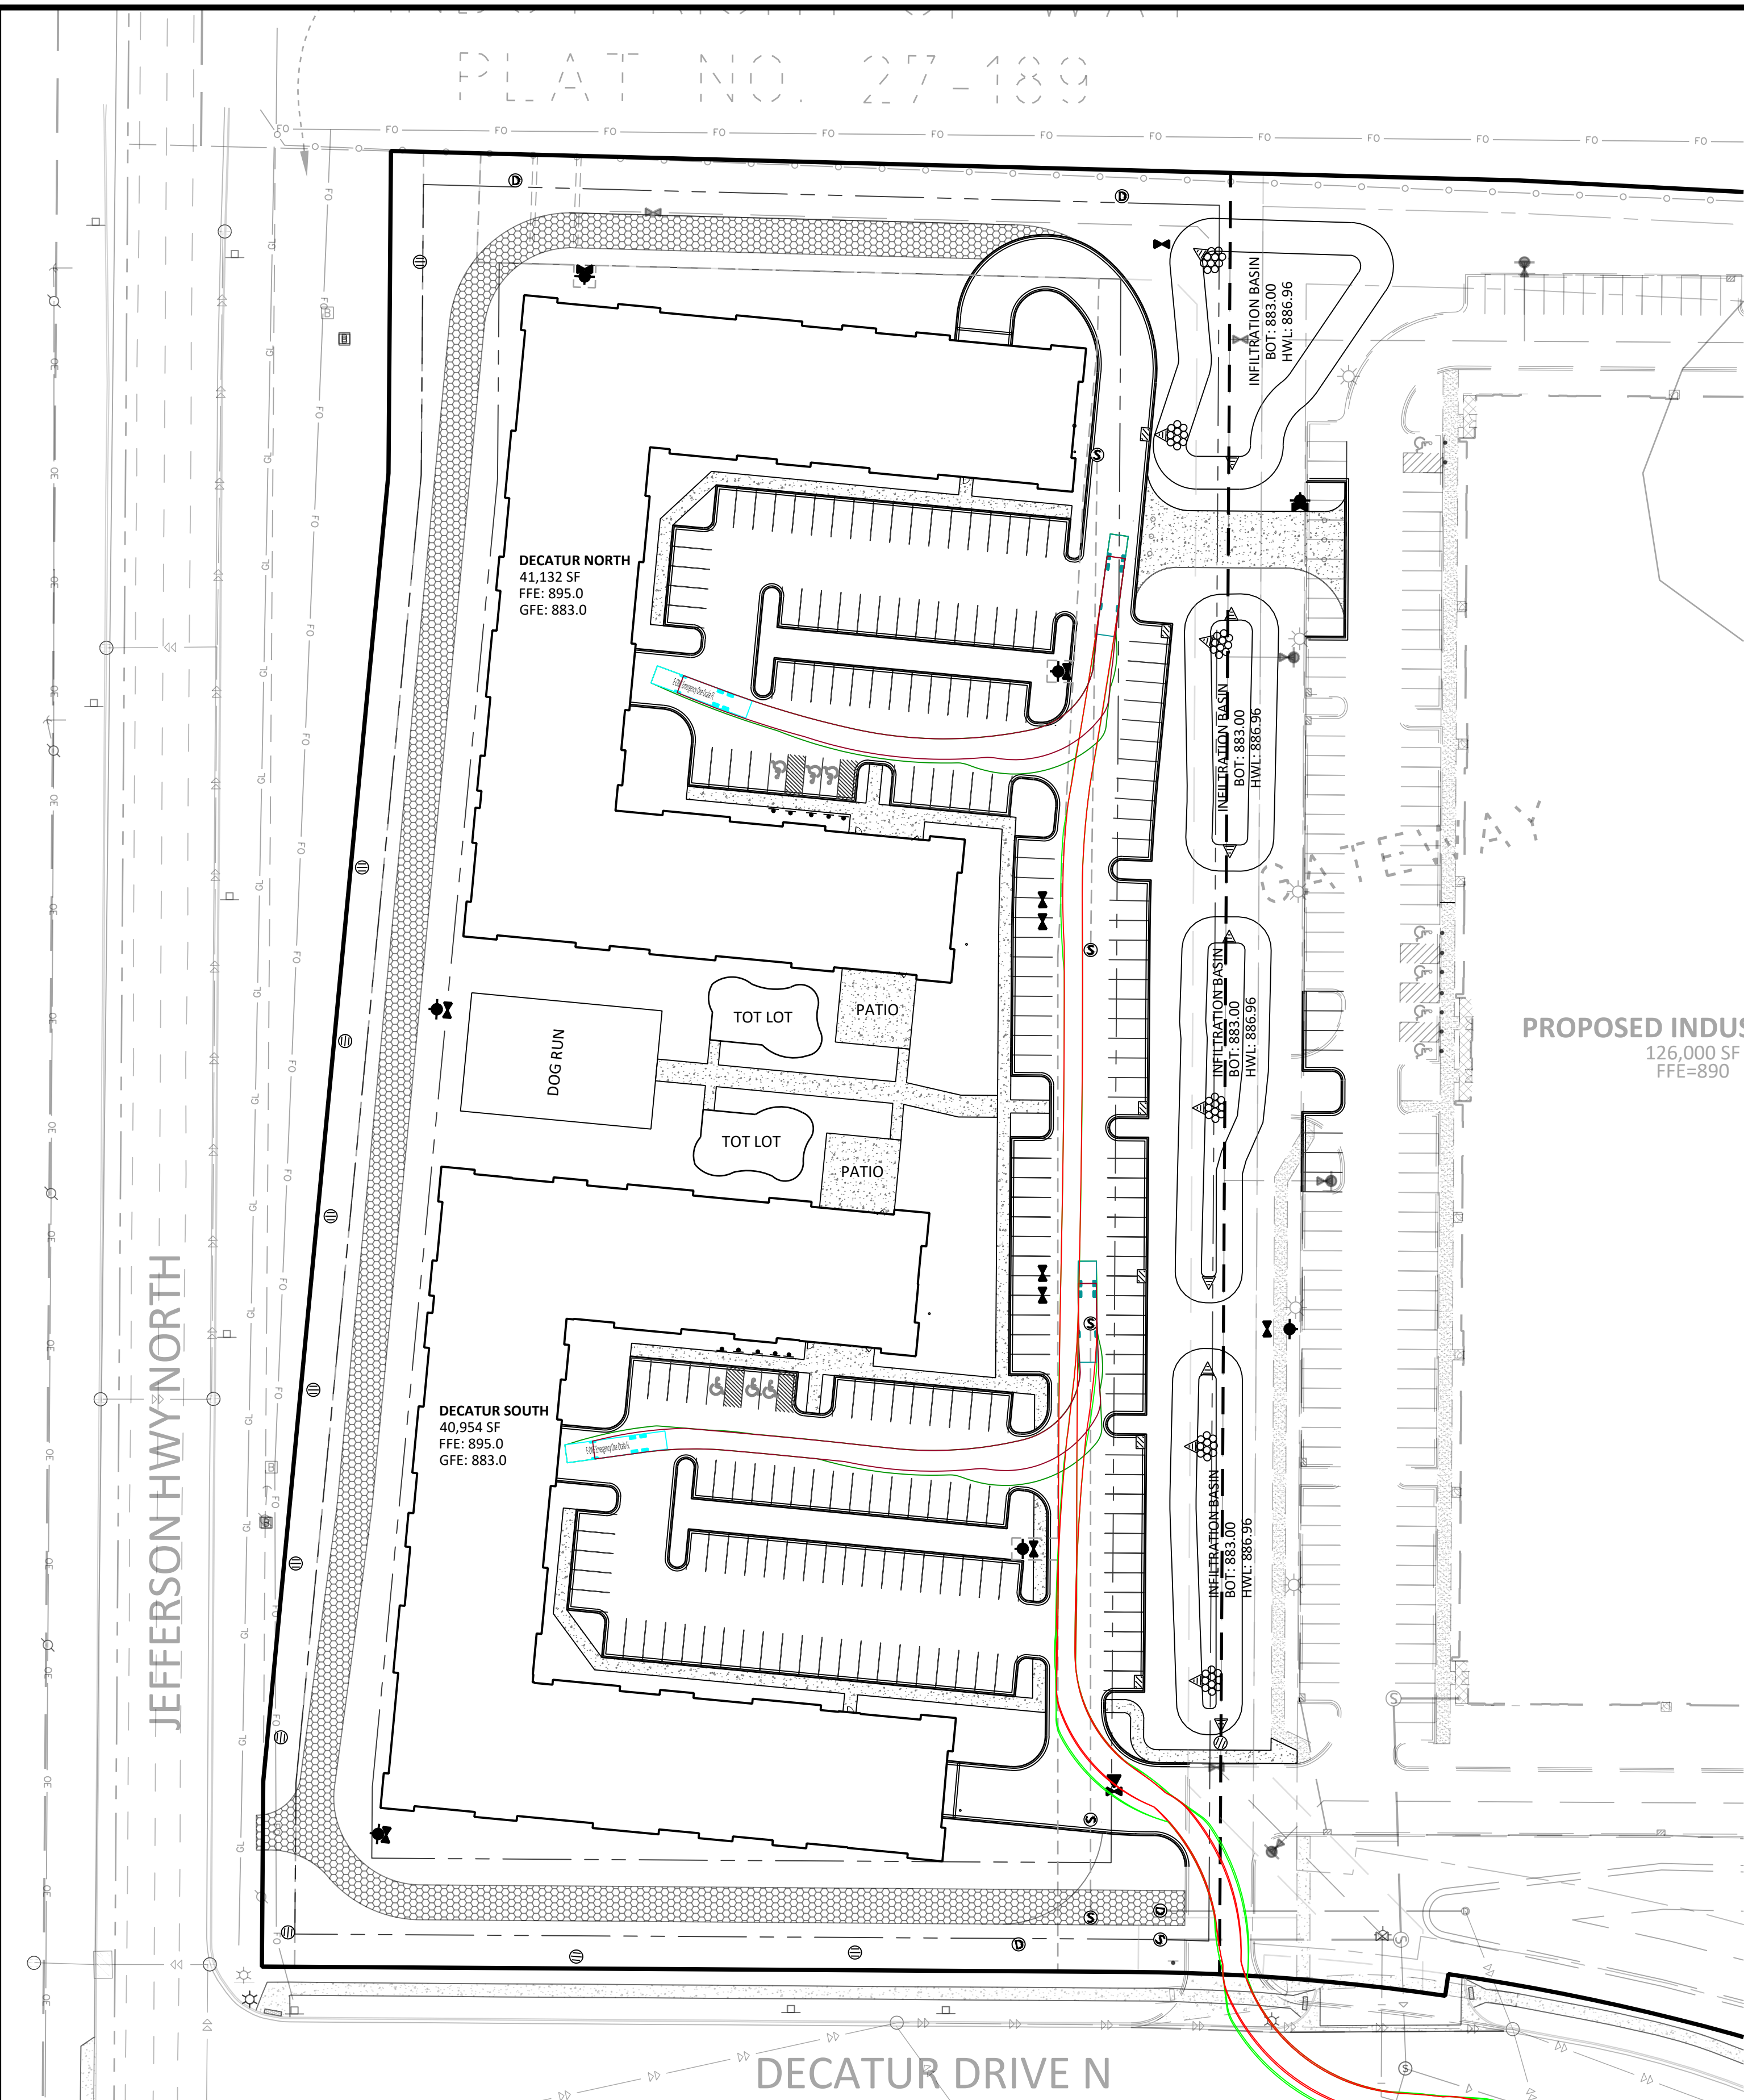 PLAT NO. 27-189
INFILTRATION BASIN
BOT: 883.00
HWL: 886.96
DECATUR NORTH
41,132 SF
FFE: 895.0
GFE: 883.0
INFILTRATION BASIN
BOT: 883.00
HWL: 886.96
GATEWAY
INFILTRATION BASIN
BOT: 883.00
HWL: 886.96
TOT LOT
PATIO
DOG RUN
PROPOSED INDUS
126,000 SF
FFE=890
TOT LOT
PATIO
JEFFERSON HWY NORTH
DECATUR SOUTH
40,954 SF
FFE: 895.0
GFE: 883.0
INFILTRATION BASIN
BOT: 883.00
HWL: 886.96
DECATUR DRIVE N